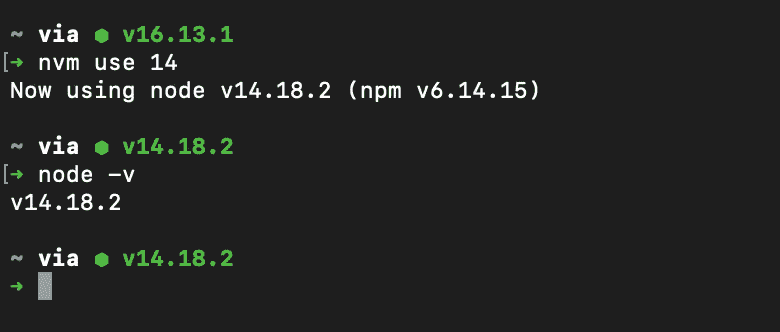 ~ via ⬢ v16.13.1
➜ nvm use 14
Now using node v14.18.2 (npm v6.14.15)
~ via ⬢ v14.18.2
➜ node -v
v14.18.2
~ via ⬢ v14.18.2
➜